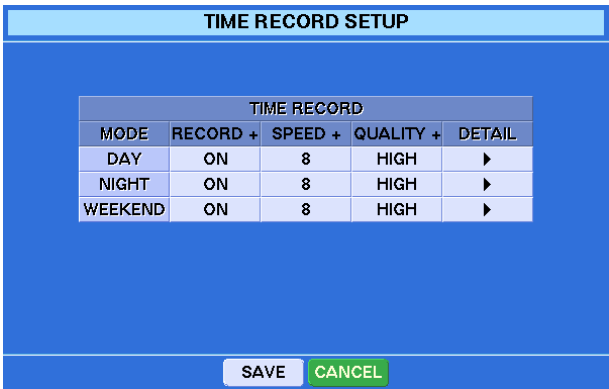 TIME RECORD SETUP
TIME RECORD
MODE RECORD + SPEED + QUALITY + DETAIL
DAY ON 8 HIGH
NIGHT ON 8 HIGH
WEEKEND ON 8 HIGH
SAVE CANCEL